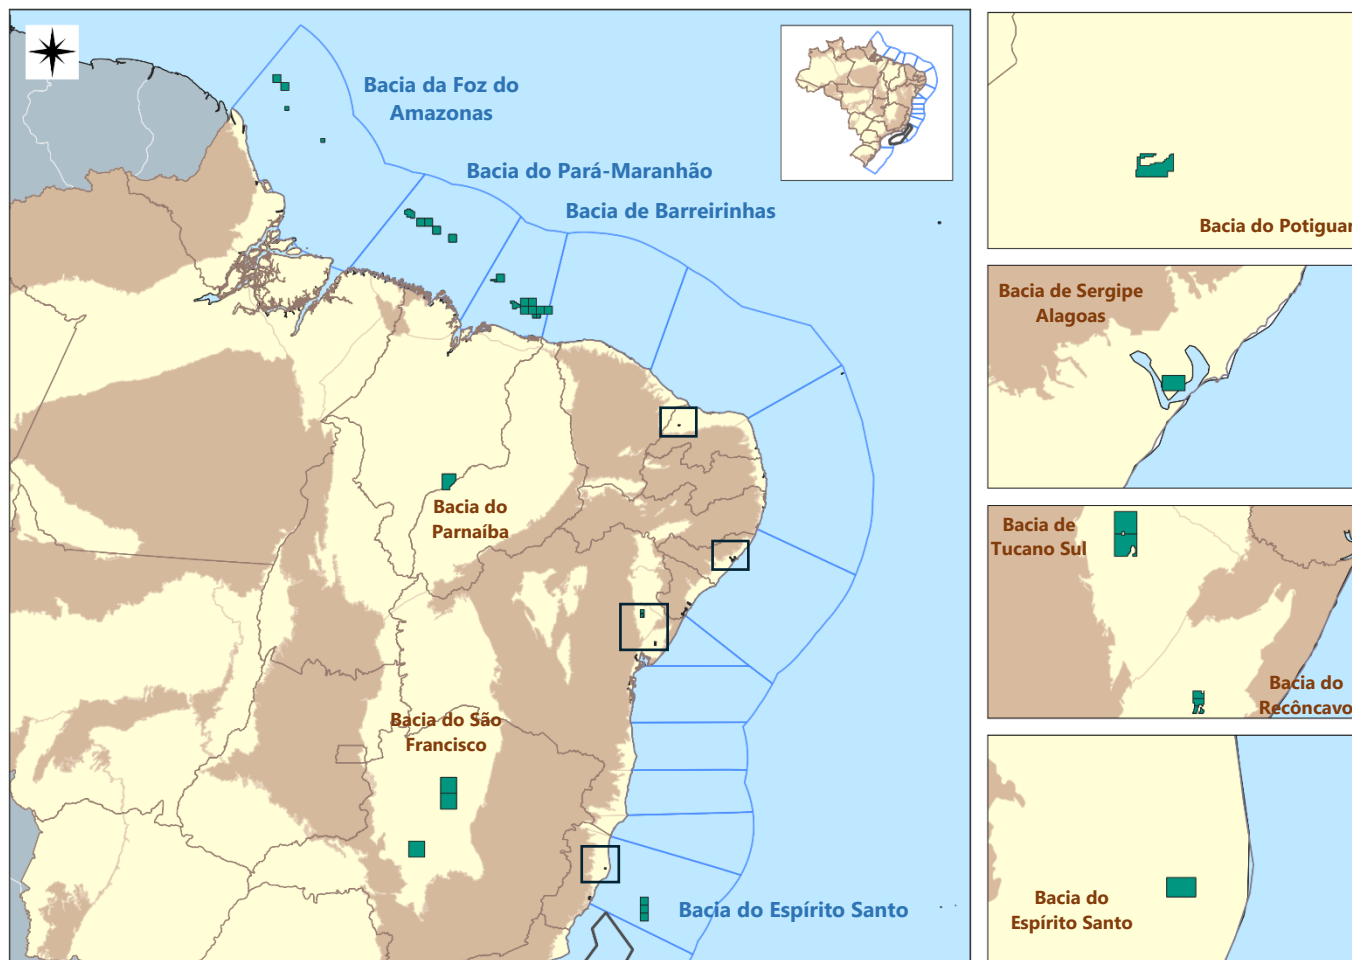 Bacia da Foz do
Amazonas
Bacia do Pará-Maranhão
Bacia de Barreirinhas
Bacia do
Parnaíba
Bacia do São
Francisco
Bacia do Espírito Santo
Bacia do Potiguar
Bacia de Sergipe
Alagoas
Bacia de
Tucano Sul
Bacia do
Recôncavo
Bacia do
Espírito Santo